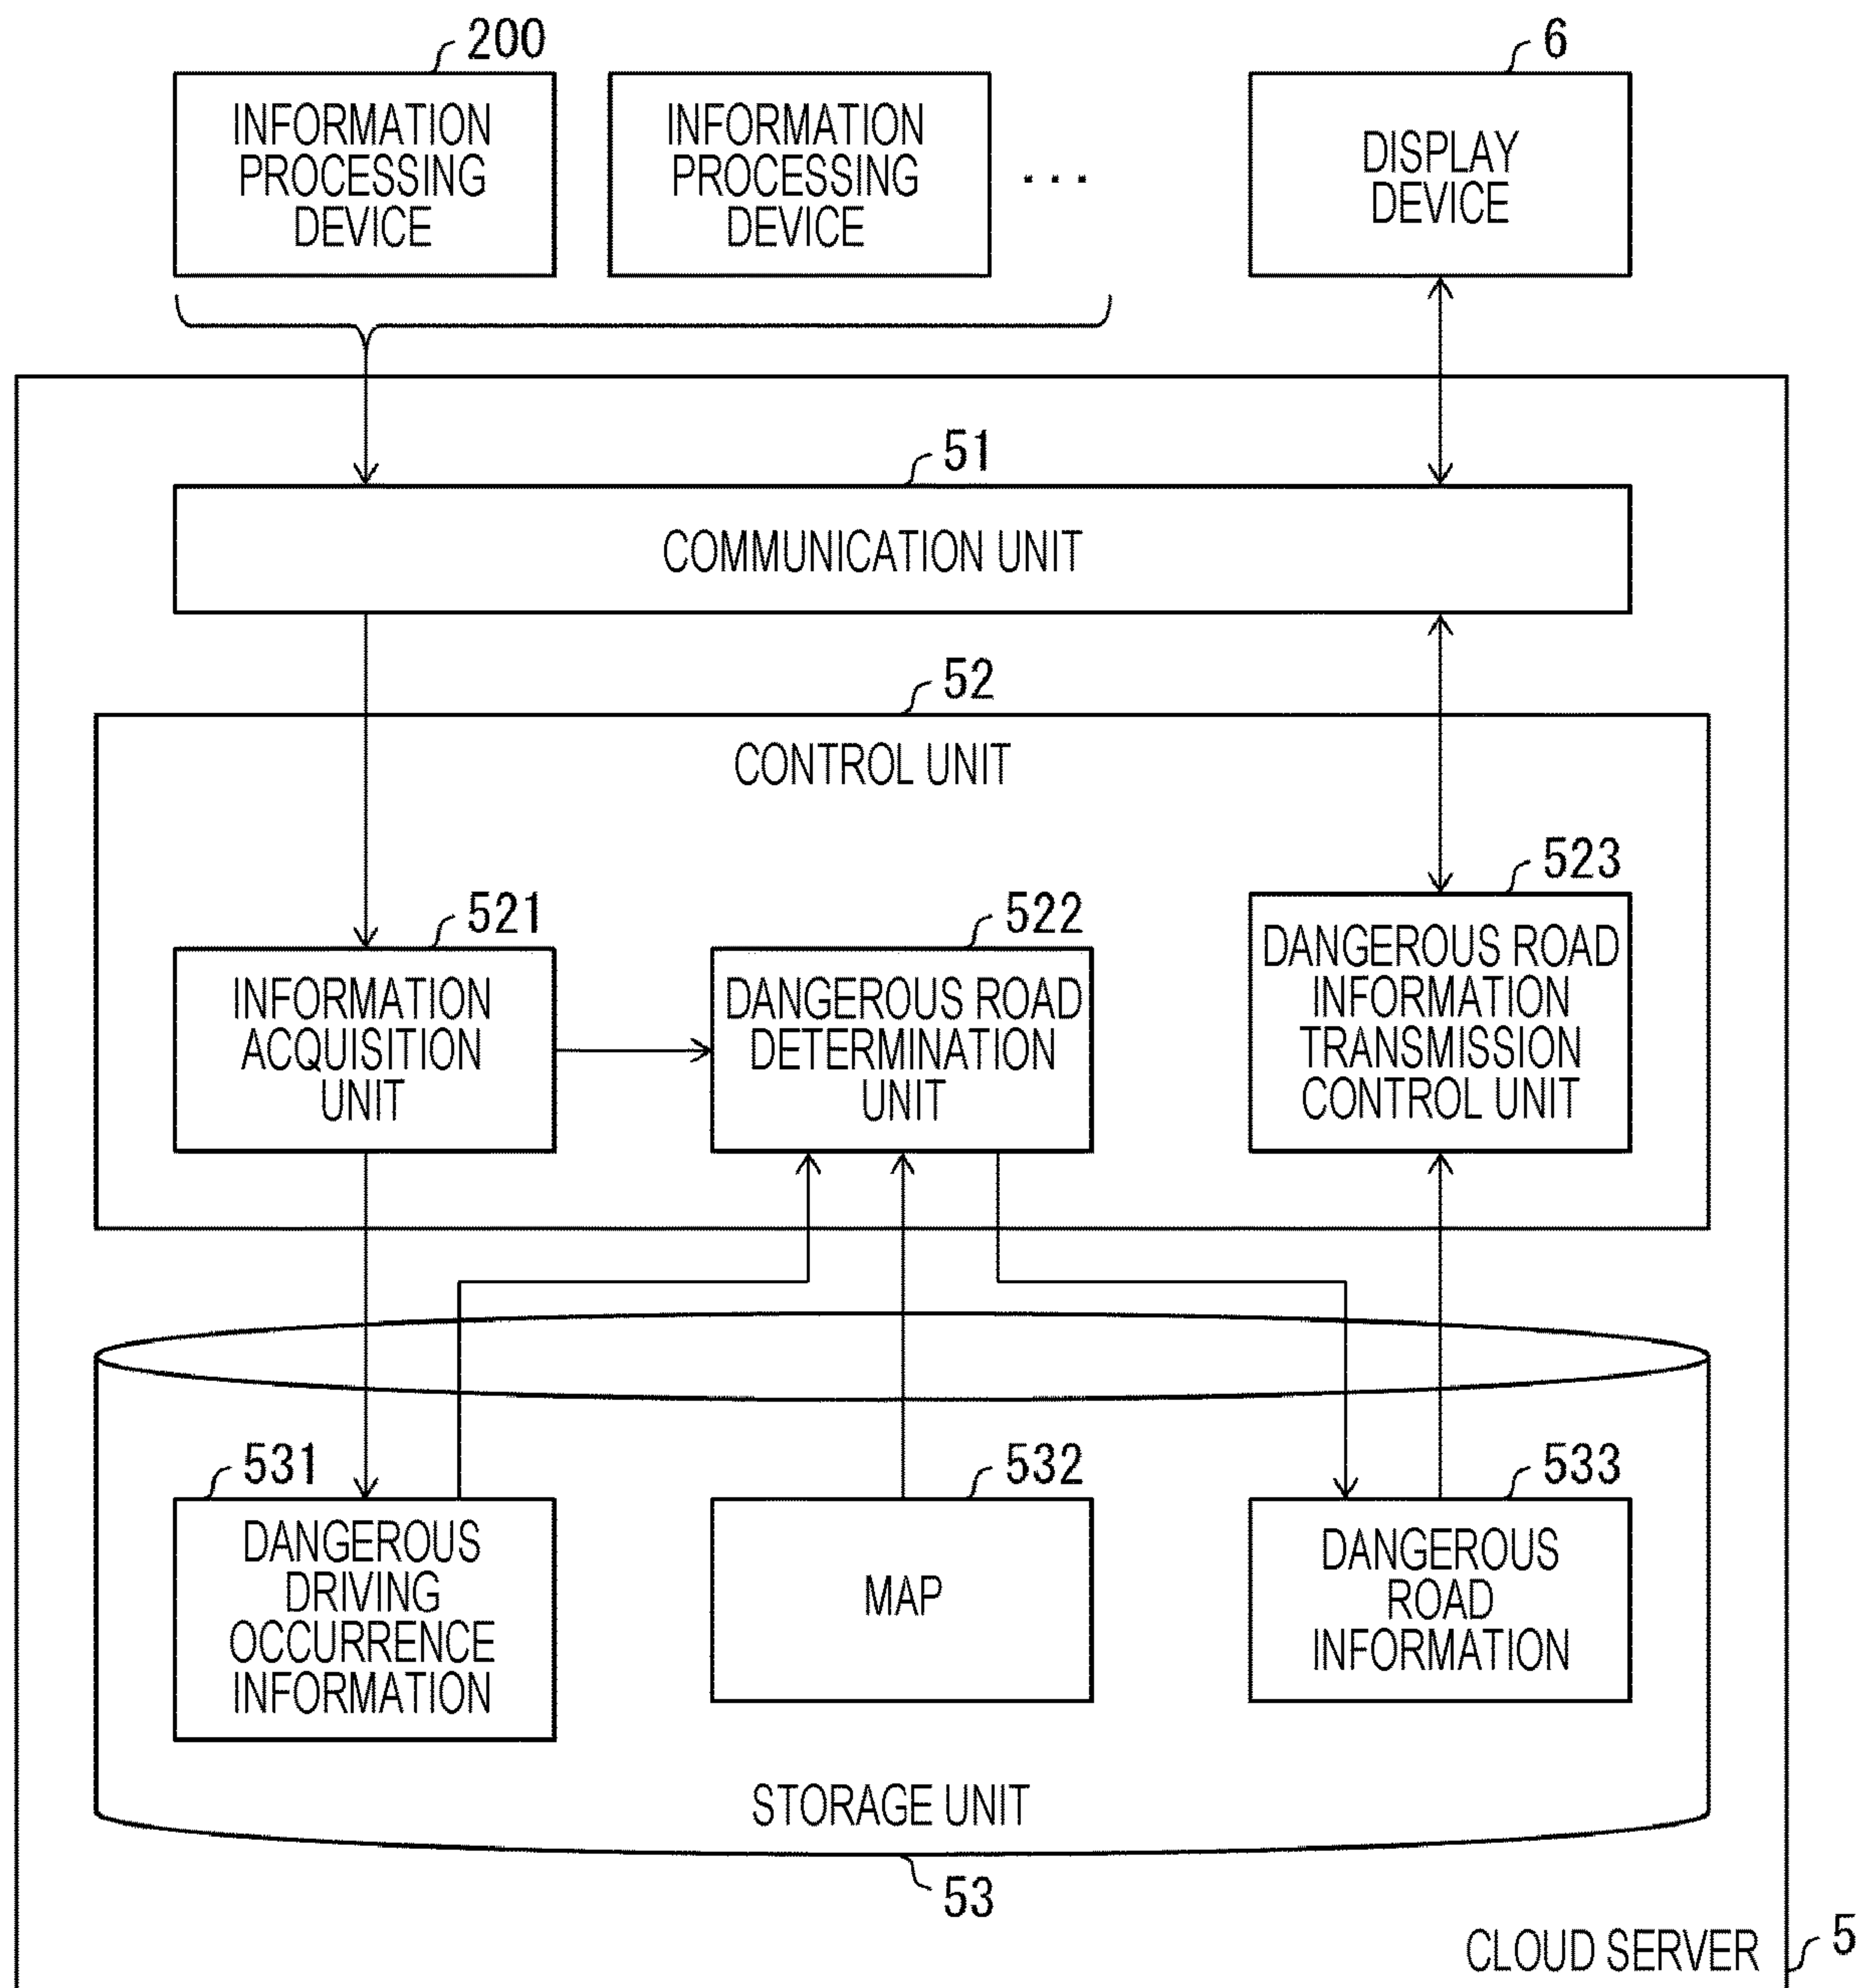 200
6
INFORMATION
PROCESSING
DEVICE
INFORMATION
PROCESSING
DEVICE
...
DISPLAY
DEVICE
51
COMMUNICATION UNIT
52
CONTROL UNIT
521
522
523
INFORMATION
ACQUISITION
UNIT
DANGEROUS ROAD
DETERMINATION
UNIT
DANGEROUS ROAD
INFORMATION
TRANSMISSION
CONTROL UNIT
531
532
533
DANGEROUS
DRIVING
OCCURRENCE
INFORMATION
MAP
DANGEROUS
ROAD
INFORMATION
STORAGE UNIT
53
CLOUD SERVER
5